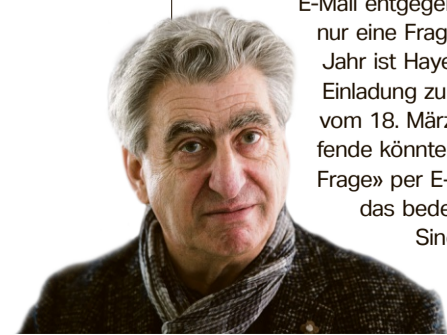 E-Mail entgegen
nur eine Frag
Jahr ist Haye
Einladung zu
vom 18. März
fende könnte
Frage» per E-
das bede
Sin